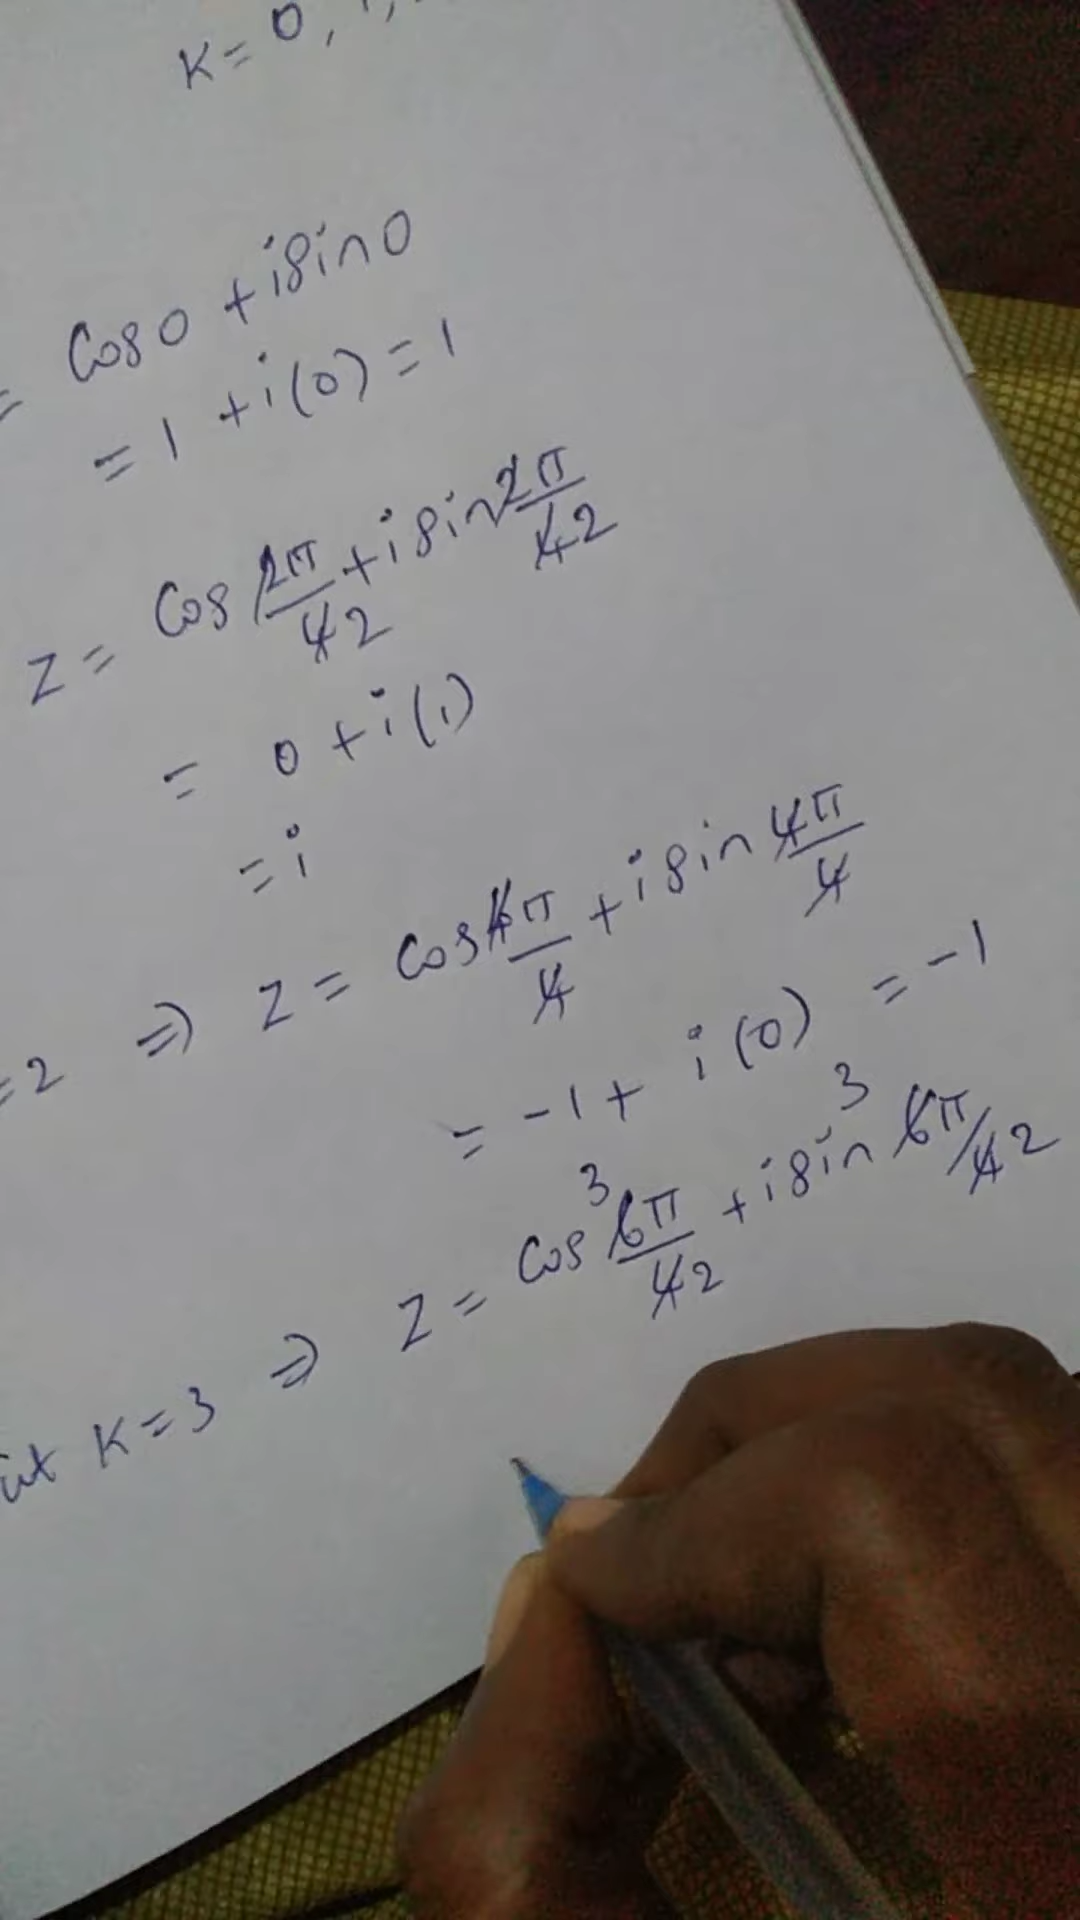 K = 0, 1,
= Cos 0 + i sin 0
= 1 + i(0) = 1
Z = Cos 2π/4 2 + i sin 2π/4 2
= 0 + i(1)
= i
=2 ⇒ Z = Cos 4π/4 + i sin 4π/4
= -1 + i(0) = -1
K = 3 ⇒ Z = Cos 3 6π/4 2 + i sin 3 6π/4 2